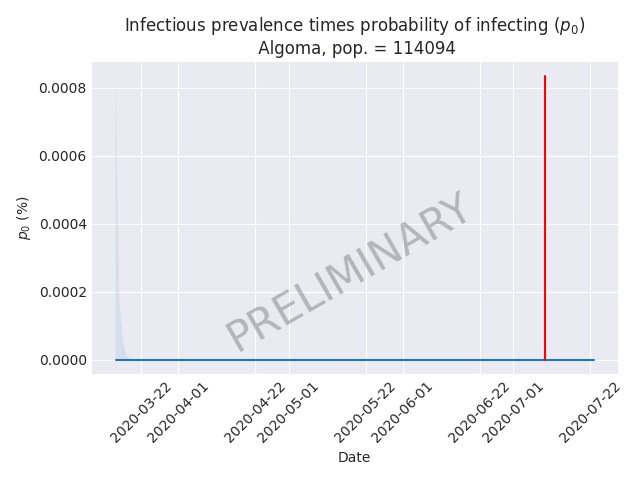 Infectious prevalence times probability of infecting (p₀)
Algoma, pop. = 114094
0.0008
0.0006
0.0004
0.0002
0.0000
p₀ (%)
PRELIMINARY
2020-03-22
2020-04-01
2020-04-22
2020-05-01
2020-05-22
2020-06-01
2020-06-22
2020-07-01
2020-07-22
Date